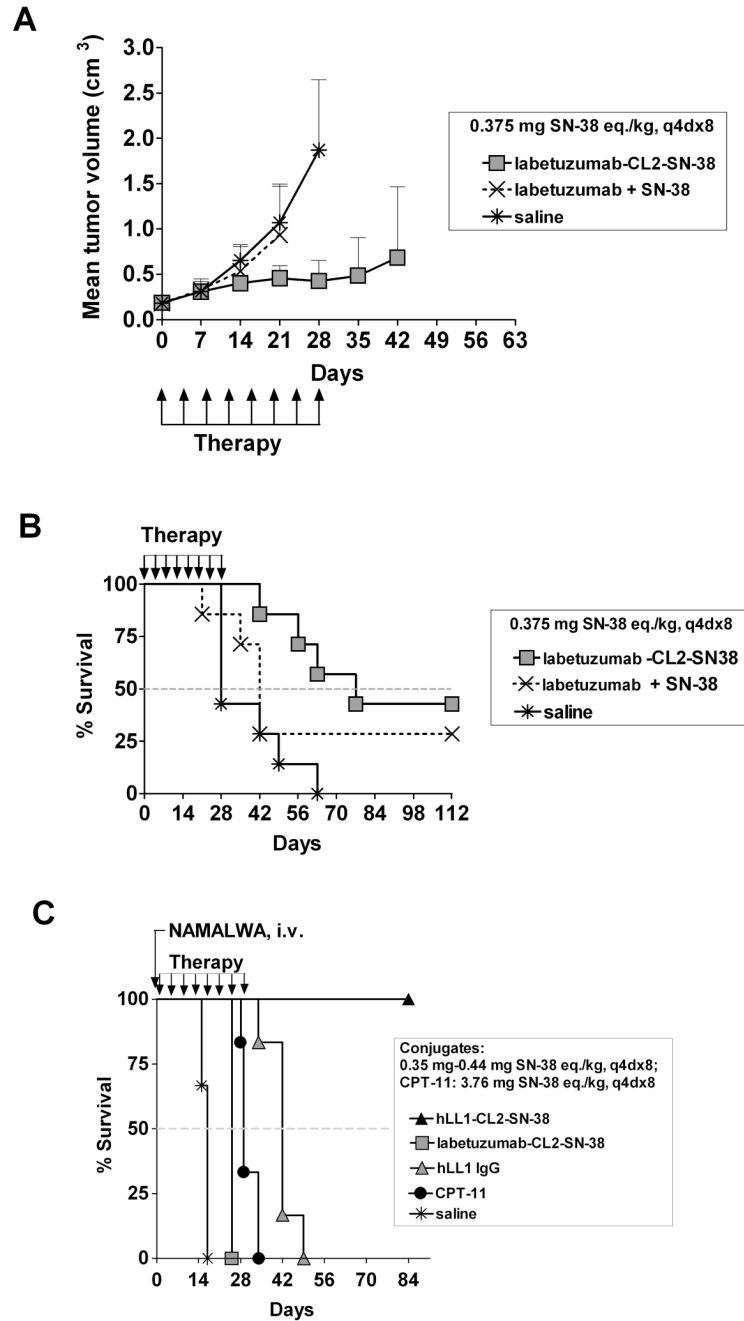 A
Mean tumor volume (cm 3)
3.0
2.5
2.0
1.5
1.0
0.5
0.0
0 7 14 21 28 35 42 49 56 63
Days
Therapy
0.375 mg SN-38 eq./kg, q4dx8
labetuzumab-CL2-SN-38
labetuzumab + SN-38
saline
B
Therapy
% Survival
100
75
50
25
0
0 14 28 42 56 70 84 98 112
Days
0.375 mg SN-38 eq./kg, q4dx8
labetuzumab -CL2-SN38
labetuzumab + SN-38
saline
C
NAMALWA, i.v.
Therapy
% Survival
100
75
50
25
0
0 14 28 42 56 70 84
Days
Conjugates:
0.35 mg-0.44 mg SN-38 eq./kg, q4dx8;
CPT-11: 3.76 mg SN-38 eq./kg, q4dx8
hLL1-CL2-SN-38
labetuzumab-CL2-SN-38
hLL1 IgG
CPT-11
saline